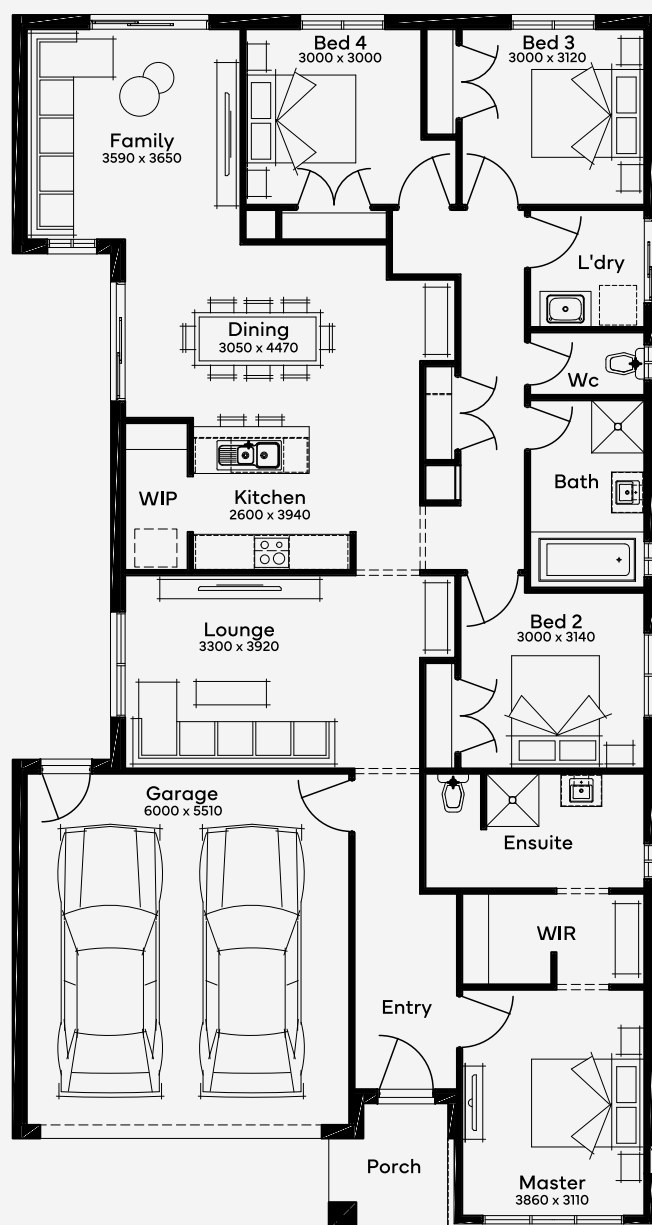 Bed 4
3000 x 3000
Bed 3
3000 x 3120
Family
3590 x 3650
L'dry
Dining
3050 x 4470
Wc
Bath
WIP
Kitchen
2600 x 3940
Lounge
3300 x 3920
Bed 2
3000 x 3140
Garage
6000 x 5510
Ensuite
WIR
Entry
Porch
Master
3860 x 3110